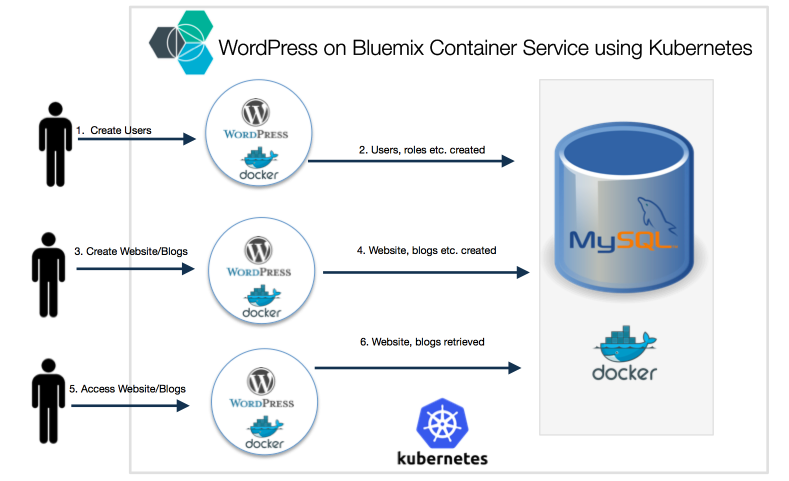 WordPress on Bluemix Container Service using Kubernetes
1. Create Users
WORDPRESS
docker
2. Users, roles etc. created
MySQL
3. Create Website/Blogs
WORDPRESS
docker
4. Website, blogs etc. created
docker
5. Access Website/Blogs
WORDPRESS
docker
6. Website, blogs retrieved
kubernetes